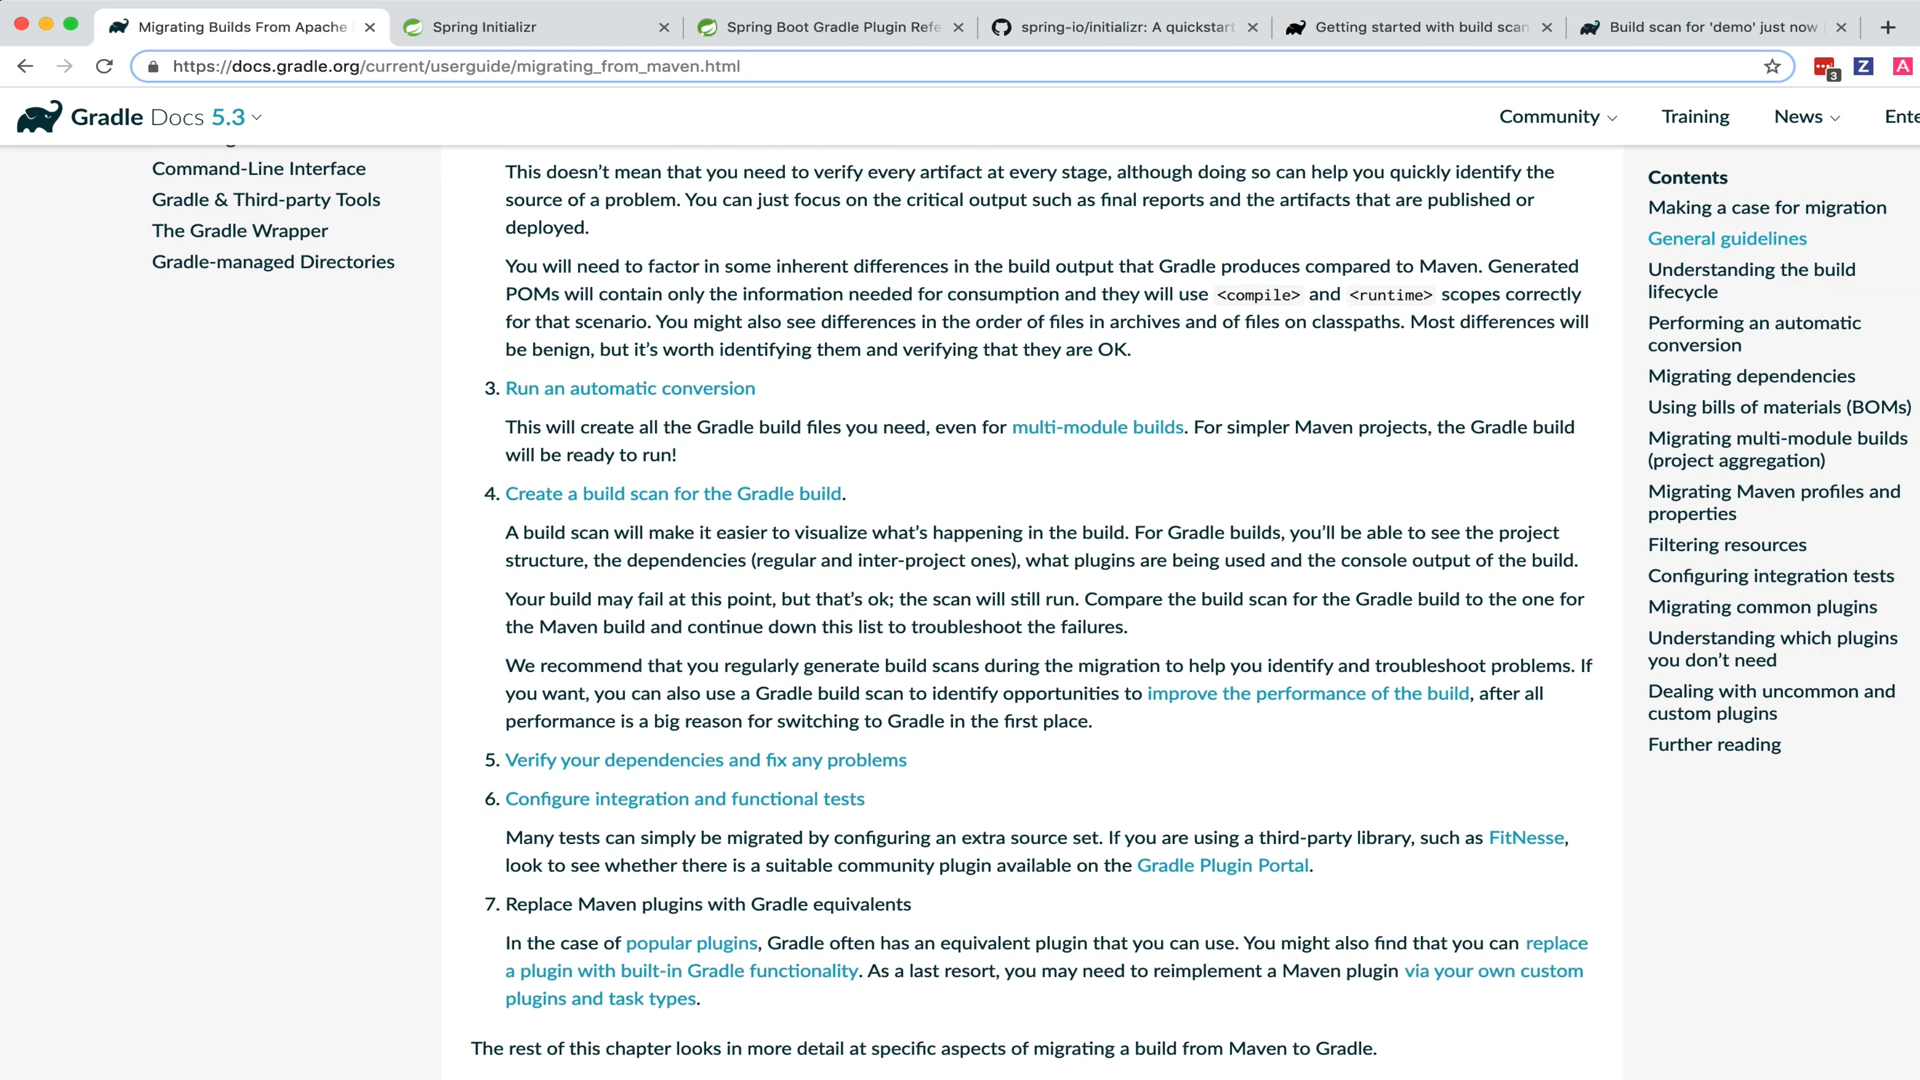 Migrating Builds From Apache
Spring Initializr
Spring Boot Gradle Plugin Refe
spring-io/initializr: A quickstart
Getting started with build scan
Build scan for 'demo' just now
https://docs.gradle.org/current/userguide/migrating_from_maven.html
3
Z
A
Gradle Docs 5.3
Community
Training
News
Ente
Command-Line Interface
Gradle & Third-party Tools
The Gradle Wrapper
Gradle-managed Directories
This doesn’t mean that you need to verify every artifact at every stage, although doing so can help you quickly identify the
source of a problem. You can just focus on the critical output such as final reports and the artifacts that are published or
deployed.
You will need to factor in some inherent differences in the build output that Gradle produces compared to Maven. Generated
POMs will contain only the information needed for consumption and they will use <compile> and <runtime> scopes correctly
for that scenario. You might also see differences in the order of files in archives and of files on classpaths. Most differences will
be benign, but it’s worth identifying them and verifying that they are OK.
3. Run an automatic conversion
This will create all the Gradle build files you need, even for multi-module builds. For simpler Maven projects, the Gradle build
will be ready to run!
4. Create a build scan for the Gradle build.
A build scan will make it easier to visualize what’s happening in the build. For Gradle builds, you’ll be able to see the project
structure, the dependencies (regular and inter-project ones), what plugins are being used and the console output of the build.
Your build may fail at this point, but that’s ok; the scan will still run. Compare the build scan for the Gradle build to the one for
the Maven build and continue down this list to troubleshoot the failures.
We recommend that you regularly generate build scans during the migration to help you identify and troubleshoot problems. If
you want, you can also use a Gradle build scan to identify opportunities to improve the performance of the build, after all
performance is a big reason for switching to Gradle in the first place.
5. Verify your dependencies and fix any problems
6. Configure integration and functional tests
Many tests can simply be migrated by configuring an extra source set. If you are using a third-party library, such as FitNesse,
look to see whether there is a suitable community plugin available on the Gradle Plugin Portal.
7. Replace Maven plugins with Gradle equivalents
In the case of popular plugins, Gradle often has an equivalent plugin that you can use. You might also find that you can replace
a plugin with built-in Gradle functionality. As a last resort, you may need to reimplement a Maven plugin via your own custom
plugins and task types.
The rest of this chapter looks in more detail at specific aspects of migrating a build from Maven to Gradle.
Contents
Making a case for migration
General guidelines
Understanding the build
lifecycle
Performing an automatic
conversion
Migrating dependencies
Using bills of materials (BOMs)
Migrating multi-module builds
(project aggregation)
Migrating Maven profiles and
properties
Filtering resources
Configuring integration tests
Migrating common plugins
Understanding which plugins
you don’t need
Dealing with uncommon and
custom plugins
Further reading